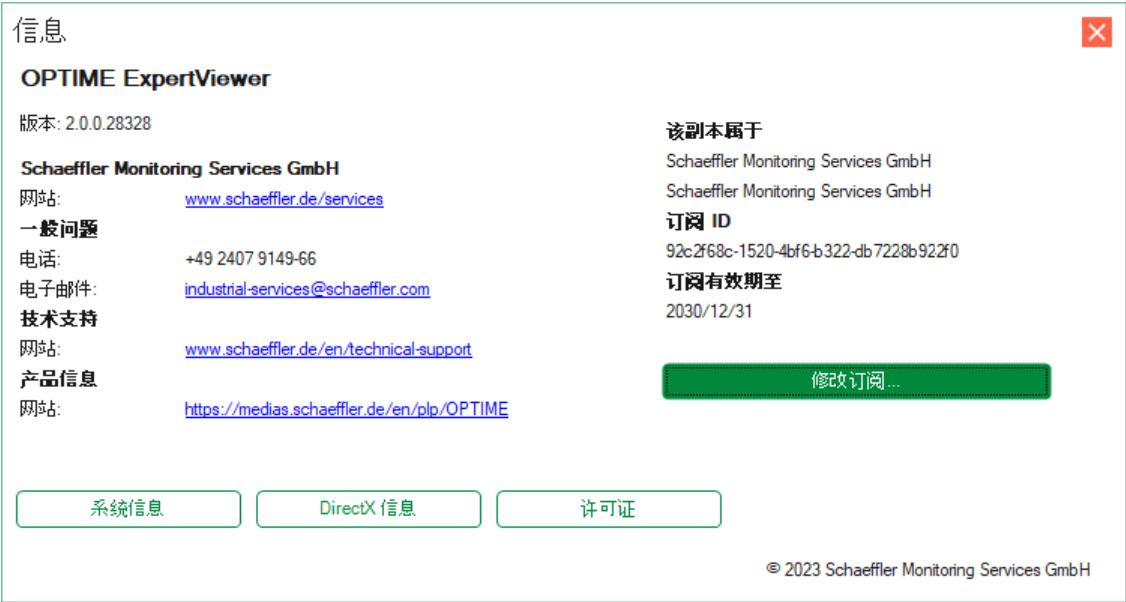 信息
OPTIME ExpertViewer
版本: 2.0.0.28328
Schaeffler Monitoring Services GmbH
网站: www.schaeffler.de/services
一般问题
电话: +49 2407 9149-66
电子邮件: industrial-services@schaeffler.com
技术支持
网站: www.schaeffler.de/en/technical-support
产品信息
网站: https://medias.schaeffler.de/en/plp/OPTIME
该副本属于
Schaeffler Monitoring Services GmbH
Schaeffler Monitoring Services GmbH
订阅 ID
92c2f68c-1520-4bf6-b322-db7228b922f0
订阅有效期至
2030/12/31
修改订阅...
系统信息
DirectX 信息
许可证
© 2023 Schaeffler Monitoring Services GmbH